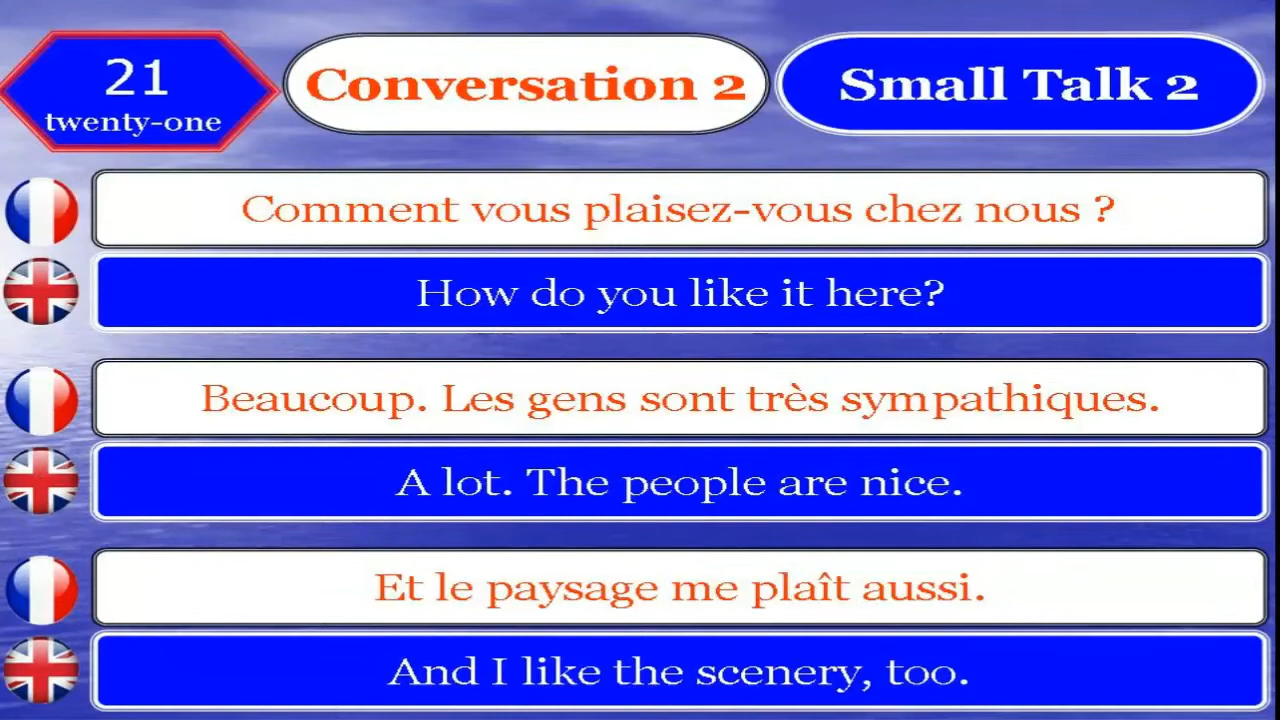 21
twenty-one
Conversation 2
Small Talk 2
Comment vous plaisez-vous chez nous ?
How do you like it here?
Beaucoup. Les gens sont très sympathiques.
A lot. The people are nice.
Et le paysage me plaît aussi.
And I like the scenery, too.